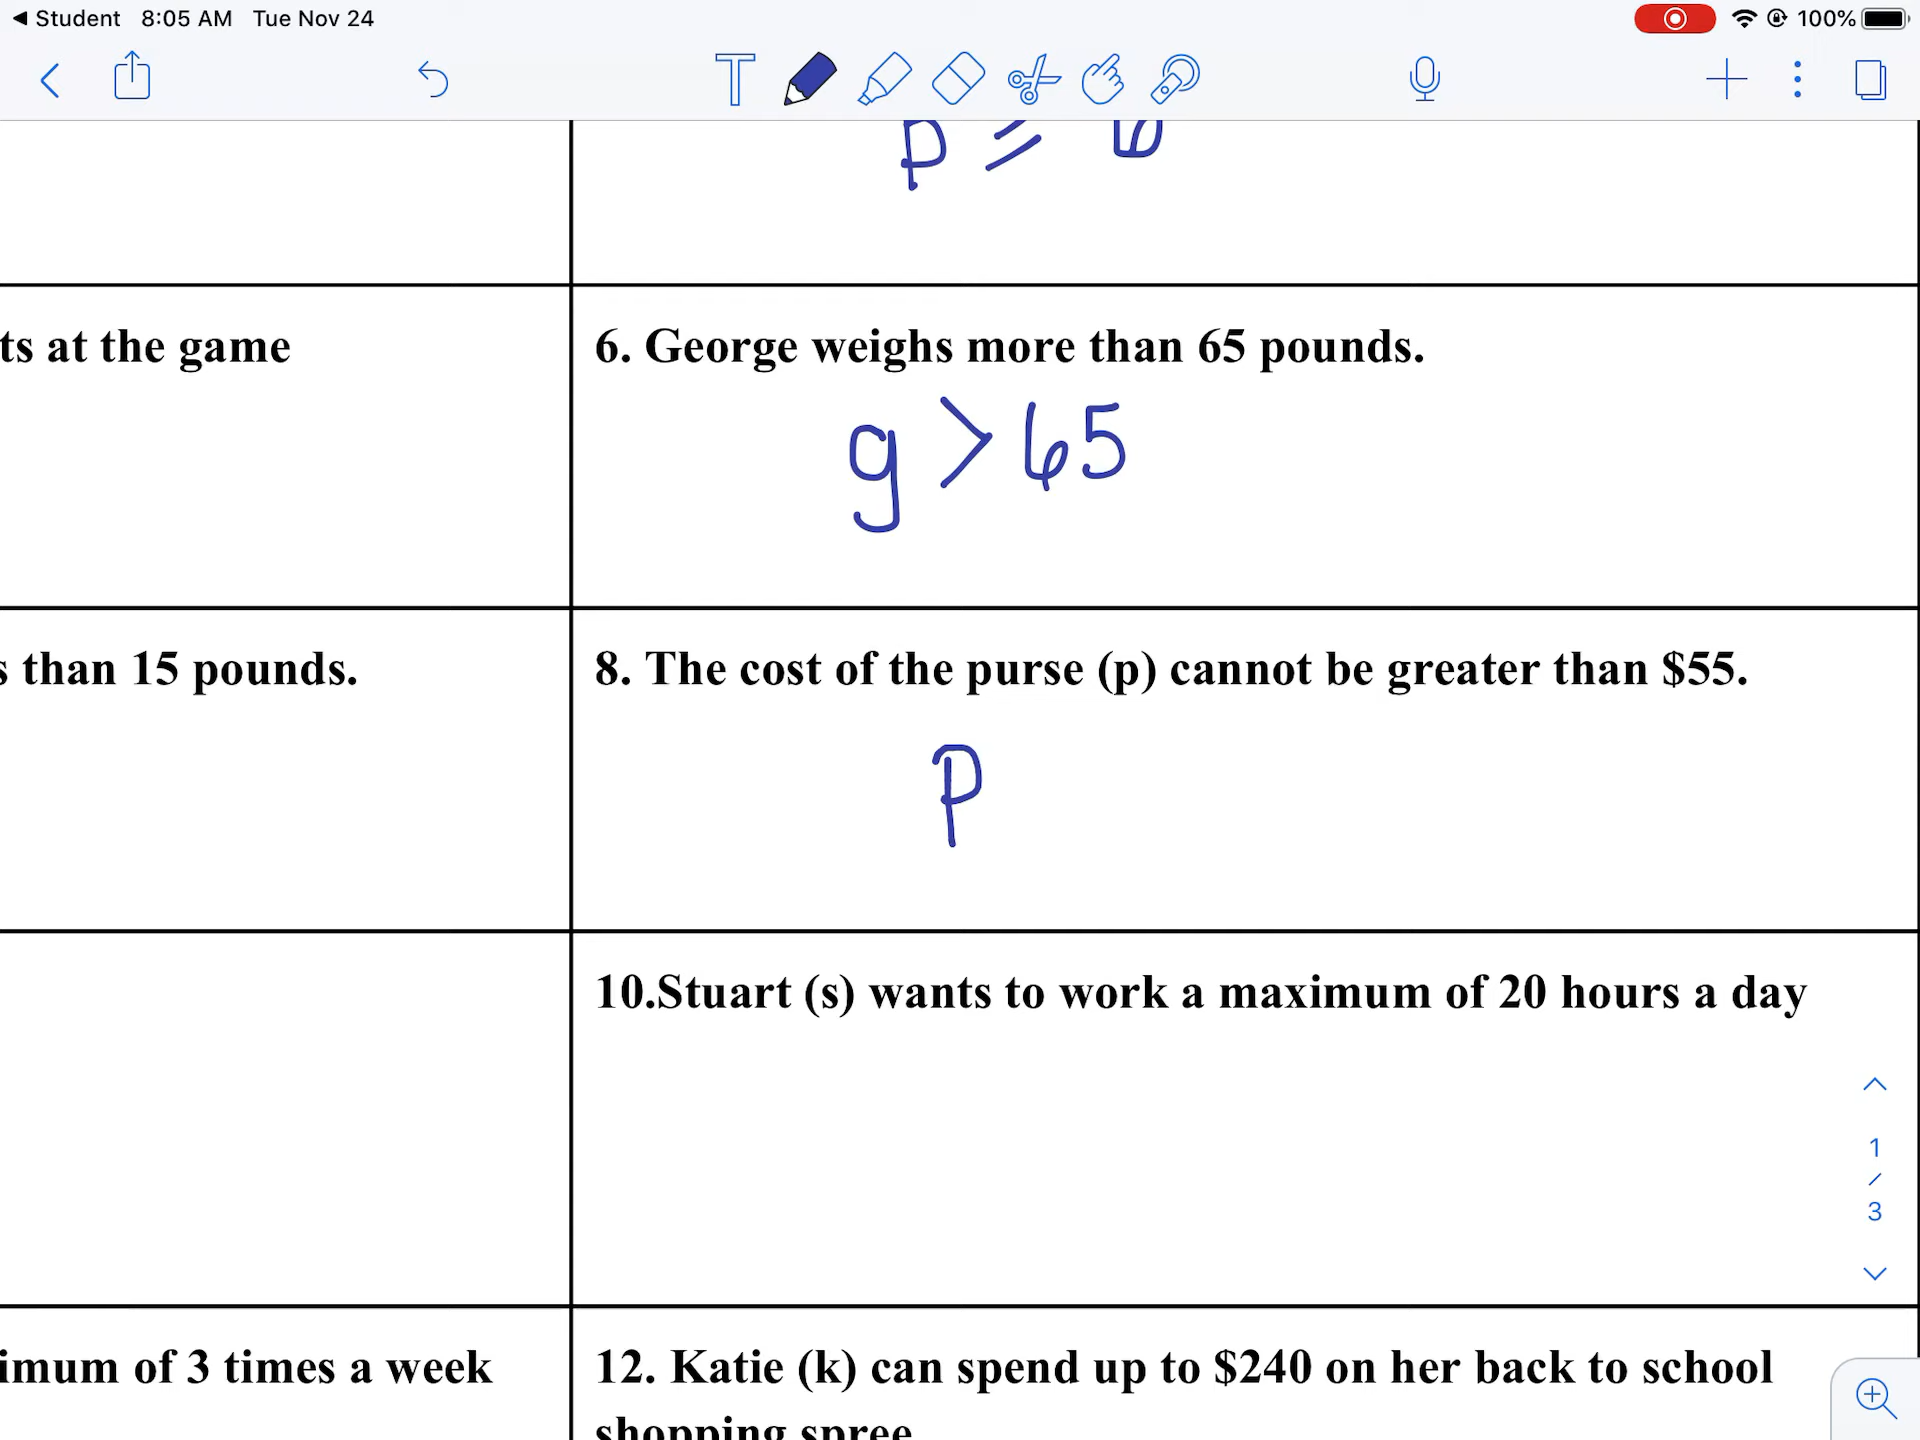 Student 8:05 AM Tue Nov 24 100%
T
ts at the game
6. George weighs more than 65 pounds.
g > 65
s than 15 pounds.
8. The cost of the purse (p) cannot be greater than $55.
p
10.Stuart (s) wants to work a maximum of 20 hours a day
1
/
3
imum of 3 times a week
12. Katie (k) can spend up to $240 on her back to school
shopping spree